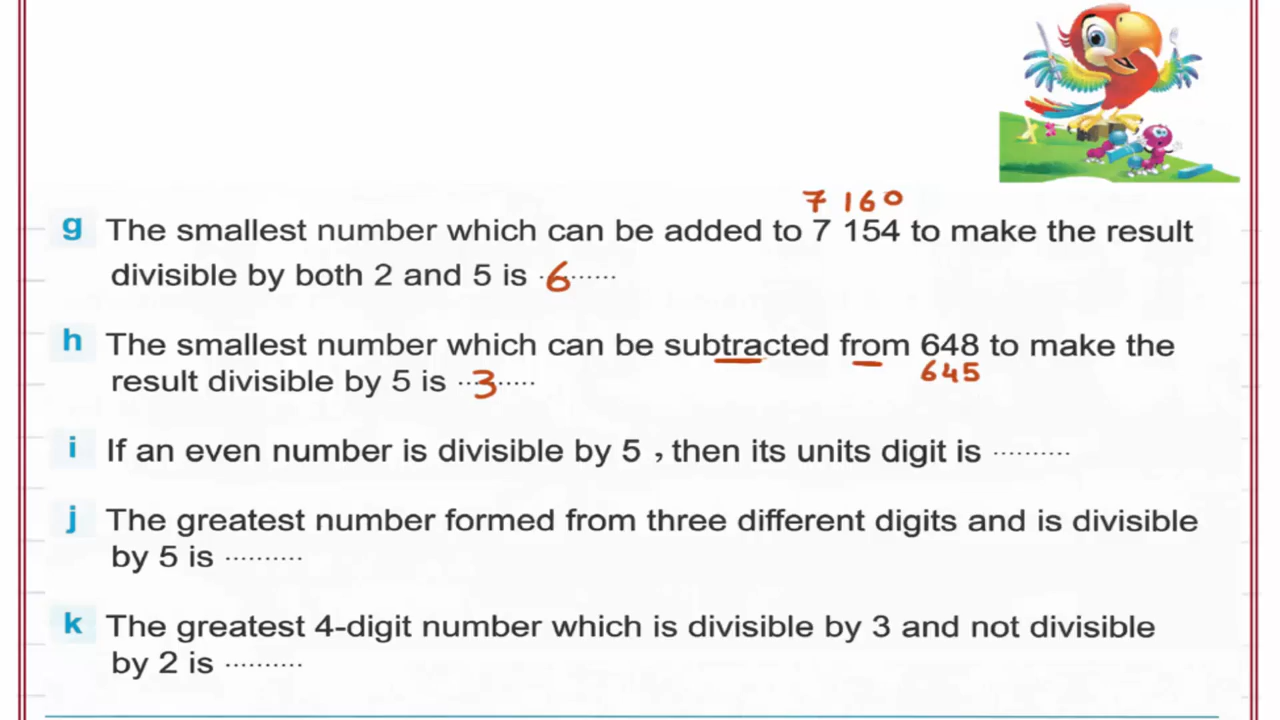 7 160
g The smallest number which can be added to 7 154 to make the result
divisible by both 2 and 5 is 6
h The smallest number which can be subtracted from 648 to make the
645
result divisible by 5 is 3
i If an even number is divisible by 5 , then its units digit is ..........
j The greatest number formed from three different digits and is divisible
by 5 is ..........
k The greatest 4-digit number which is divisible by 3 and not divisible
by 2 is ..........